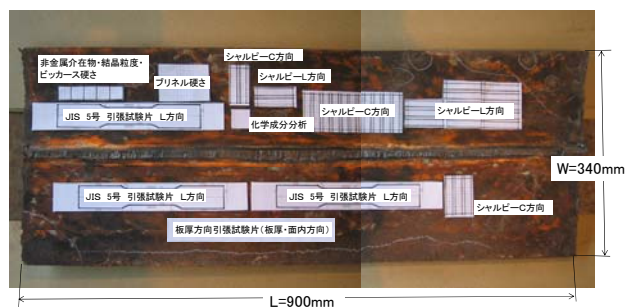 シャルピーC方向
非金属介在物・結晶粒度・
ビッカース硬さ
ブリネル硬さ
シャルピーL方向
JIS 5号 引張試験片 L方向
化学成分分析
シャルピーC方向
シャルピーL方向
W=340mm
JIS 5号 引張試験片 L方向
JIS 5号 引張試験片 L方向
シャルピーC方向
板厚方向引張試験片(板厚・面内方向)
L=900mm